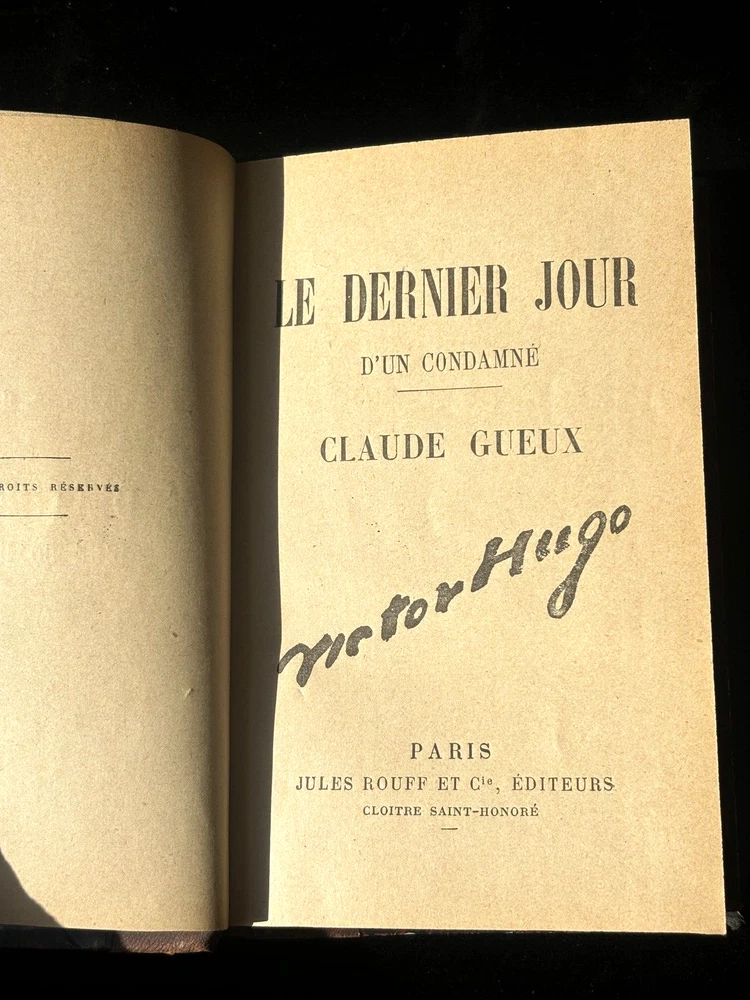 ROITS RÉSERVÉS
LE DERNIER JOUR
D'UN CONDAMNÉ
CLAUDE GUEUX
Victor Hugo
PARIS
JULES ROUFF ET Cie, ÉDITEURS
CLOITRE SAINT-HONORÉ